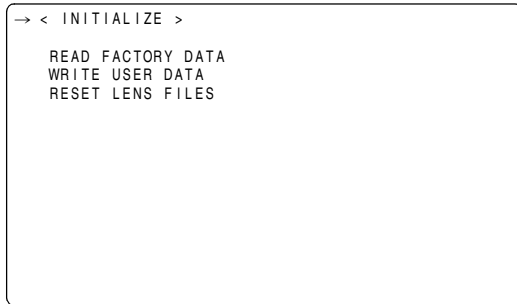 → < INITIALIZE >
READ FACTORY DATA
WRITE USER DATA
RESET LENS FILES